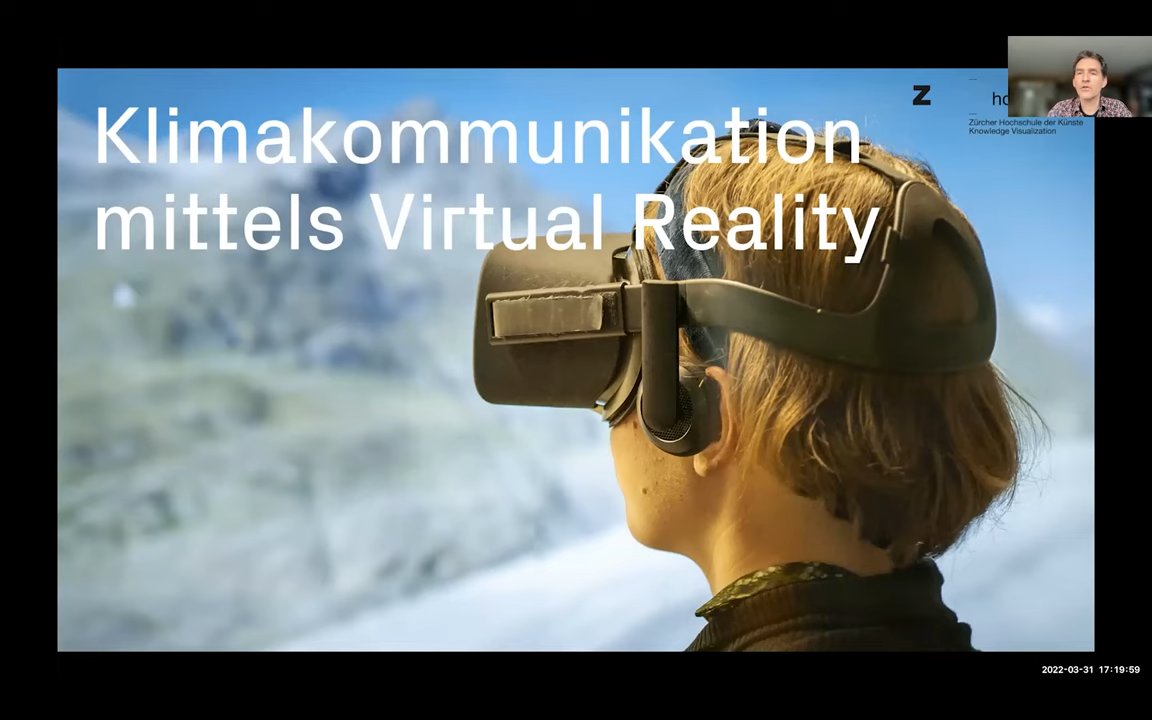 Klimakommunikation
mittels Virtual Reality
Z
Zürcher Hochschule der Künste
Knowledge Visualization
2022-03-31 17:19:59